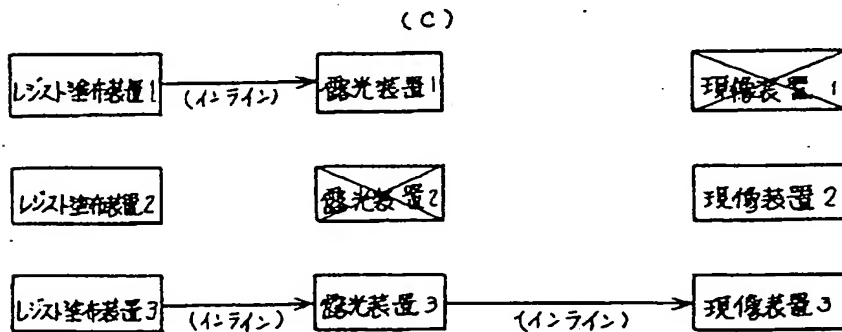 (C)
レジスト塗布装置1 (インライン) 露光装置1 現像装置 1
レジスト塗布装置2 露光装置2 現像装置2
レジスト塗布装置3 (インライン) 露光装置3 (インライン) 現像装置3